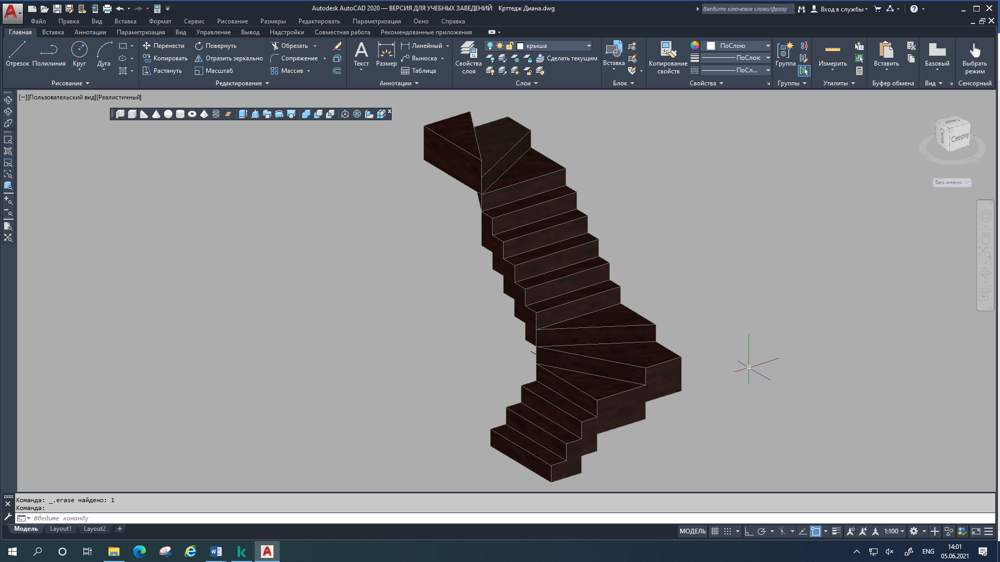 Autodesk AutoCAD 2020 — ВЕРСИЯ ДЛЯ УЧЕБНЫХ ЗАВЕДЕНИЙ Крттедж Диана.dwg
Введите ключевое слово/фразу
Вход в службы
Файл Правка Вид Вставка Формат Сервис Рисование Размеры Редактировать Параметризация Окно Справка
Главная Вставка Аннотации Параметризация Вид Управление Вывод Надстройки Совместная работа Рекомендованные приложения
Отрезок Полилиния Круг Дуга
Перенести Повернуть Обрезать
Копировать Отразить зеркально Сопряжение
Растянуть Масштаб Массив
Текст Размер
Линейный
Выноска
Таблица
Свойства слоя
крыша
Сделать текущим
Вставка
Копирование свойств
ПоСлою
ПоСлою
ПоСл...
Группа
Измерить
Вставить
Базовый
Выбрать режим
Рисование Редактирование Аннотации Слои Блок Свойства Группы Утилиты Буфер обмена Вид Сенсорный
[−][Пользовательский вид][Реалистичный]
Сверху
Слева
Ю
Без имени
Команда: _.erase найдено: 1
Команда:
Введите команду
Модель Layout1 Layout2
МОДЕЛЬ
1:100
ENG
14:01
05.06.2021